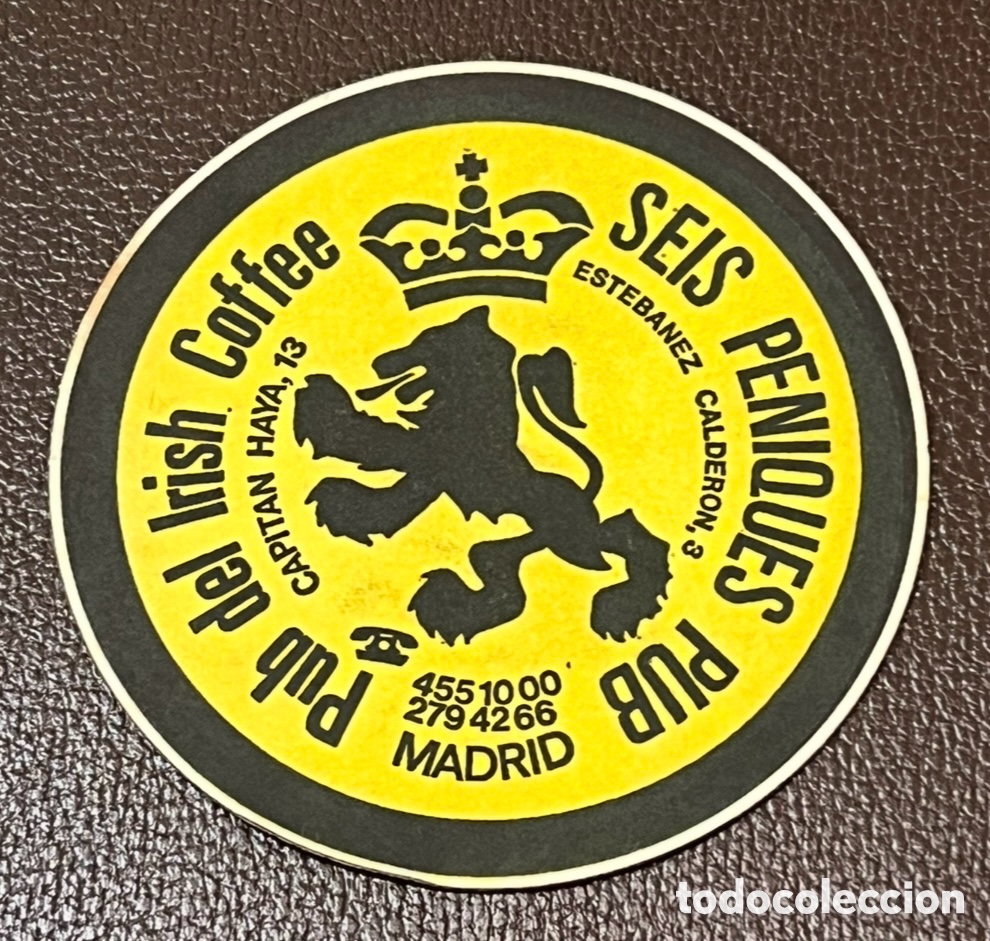 Pub del Irish Coffee
CAPITAN HAYA, 13
SEIS PENIQUES PUB
ESTEBANEZ CALDERON, 3
455 10 00
279 42 66
MADRID
todocoleccion